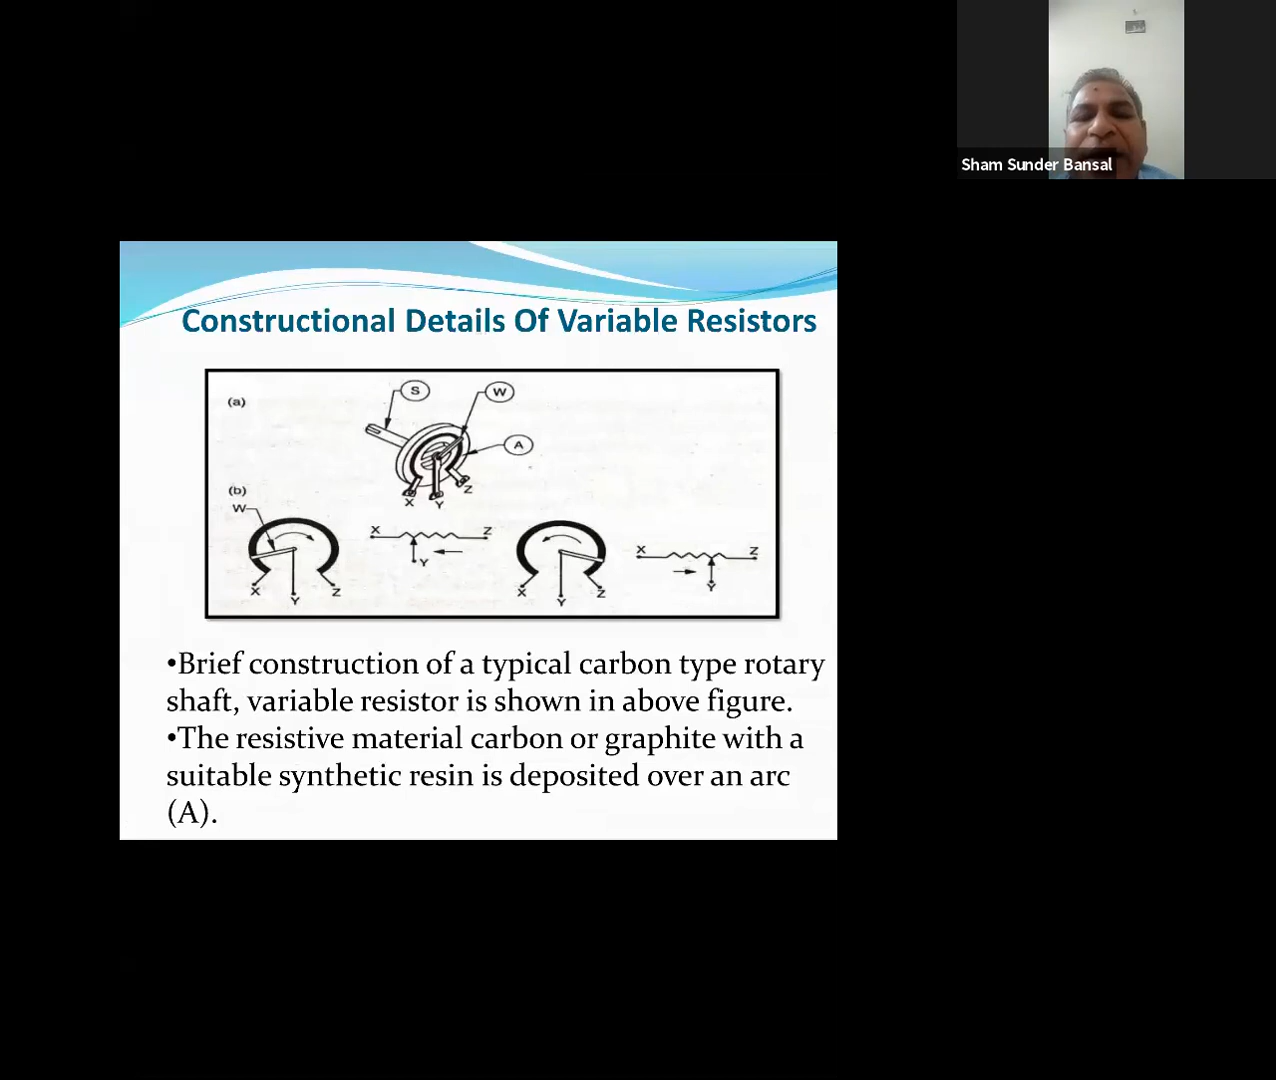 Sham Sunder Bansal
Constructional Details Of Variable Resistors
(a)
S
W
A
X
Y
Z
(b)
W
X
Y
Z
X
Z
Y
X
Y
Z
X
Z
Y
•Brief construction of a typical carbon type rotary
shaft, variable resistor is shown in above figure.
•The resistive material carbon or graphite with a
suitable synthetic resin is deposited over an arc
(A).